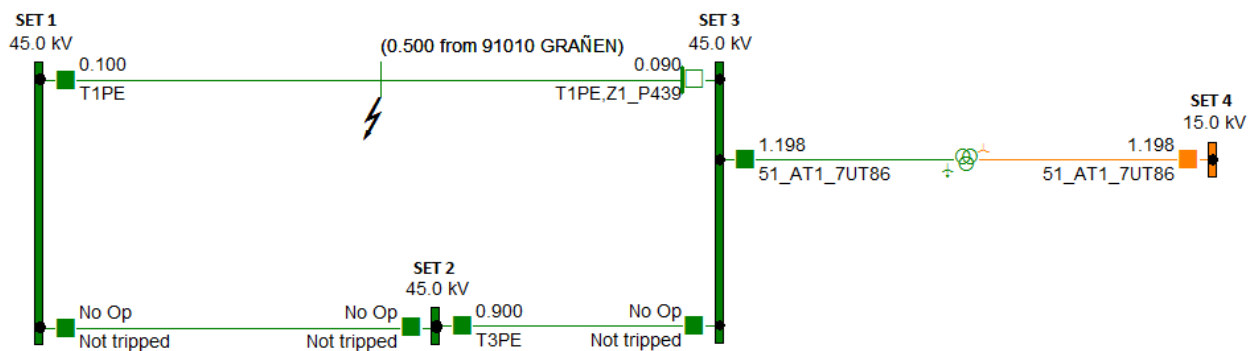 SET 1
45.0 kV
0.100
T1PE
(0.500 from 91010 GRAÑEN)
SET 3
45.0 kV
0.090
T1PE,Z1_P439
SET 4
15.0 kV
1.198
51_AT1_7UT86
1.198
51_AT1_7UT86
SET 2
45.0 kV
No Op
Not tripped
No Op
Not tripped
0.900
T3PE
No Op
Not tripped